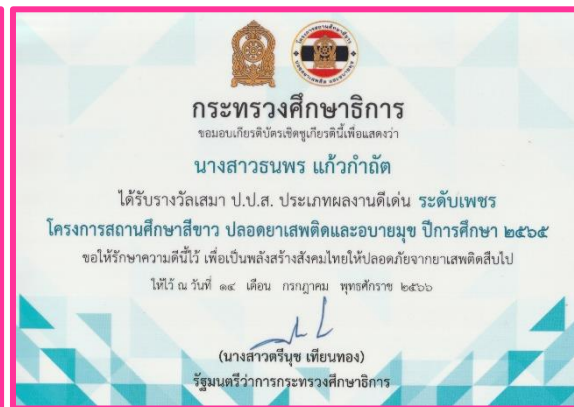 กระทรวงศึกษาธิการ
ขอมอบเกียรติบัตรเชิดชูเกียรตินี้เพื่อแสดงว่า
นางสาวธนพร แก้วกำถัต
ได้รับรางวัลเสมา ป.ป.ส. ประเภทผลงานดีเด่น ระดับเพชร
โครงการสถานศึกษาสีขาว ปลอดยาเสพติดและอบายมุข ปีการศึกษา ๒๕๖๕
ขอให้รักษาความดีนี้ไว้ เพื่อเป็นพลังสร้างสังคมไทยให้ปลอดภัยจากยาเสพติดสืบไป
ให้ไว้ ณ วันที่ ๑๔ เดือน กรกฎาคม พุทธศักราช ๒๕๖๖
(นางสาวตรีนุช เทียนทอง)
รัฐมนตรีว่าการกระทรวงศึกษาธิการ